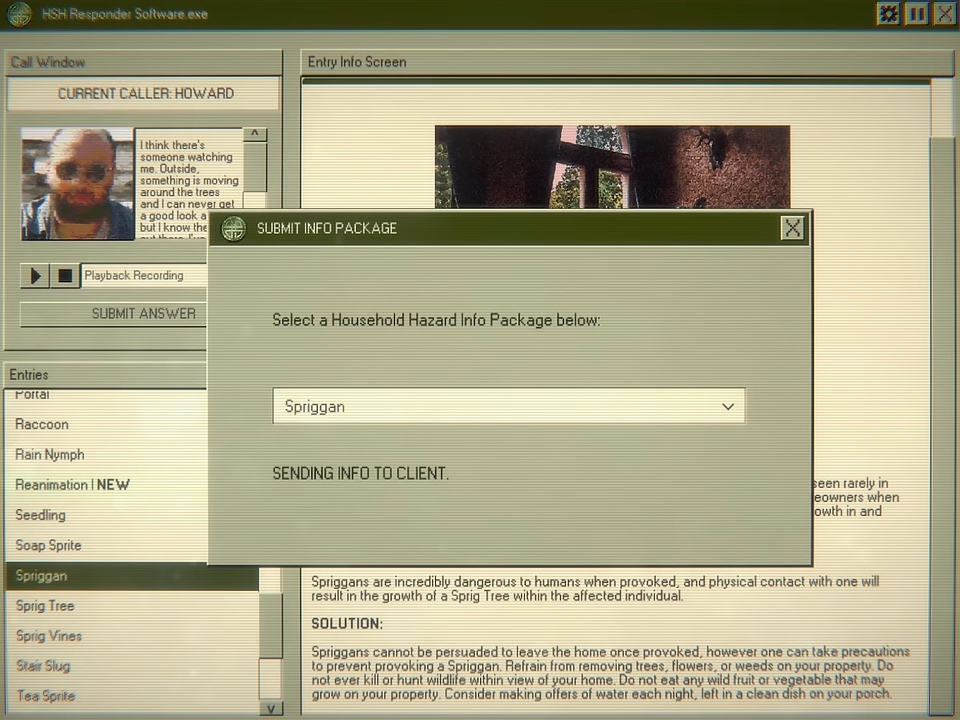 HSH Responder Software.exe
Call Window
CURRENT CALLER: HOWARD
I think there's
someone watching
me. Outside,
something is moving
around the trees
and I can never get
a good look a
but I know the
Playback Recording
SUBMIT ANSWER
Entries
Portal
Raccoon
Rain Nymph
Reanimation | NEW
Seedling
Soap Sprite
Spriggan
Sprig Tree
Sprig Vines
Stair Slug
Tea Sprite
Entry Info Screen
SUBMIT INFO PACKAGE
Select a Household Hazard Info Package below:
Spriggan
SENDING INFO TO CLIENT.
seen rarely in
eowners when
owth in and
Spriggans are incredibly dangerous to humans when provoked, and physical contact with one will
result in the growth of a Sprig Tree within the affected individual.
SOLUTION:
Spriggans cannot be persuaded to leave the home once provoked, however one can take precautions
to prevent provoking a Spriggan. Refrain from removing trees, flowers, or weeds on your property. Do
not ever kill or hunt wildlife within view of your home. Do not eat any wild fruit or vegetable that may
grow on your property. Consider making offers of water each night, left in a clean dish on your porch.